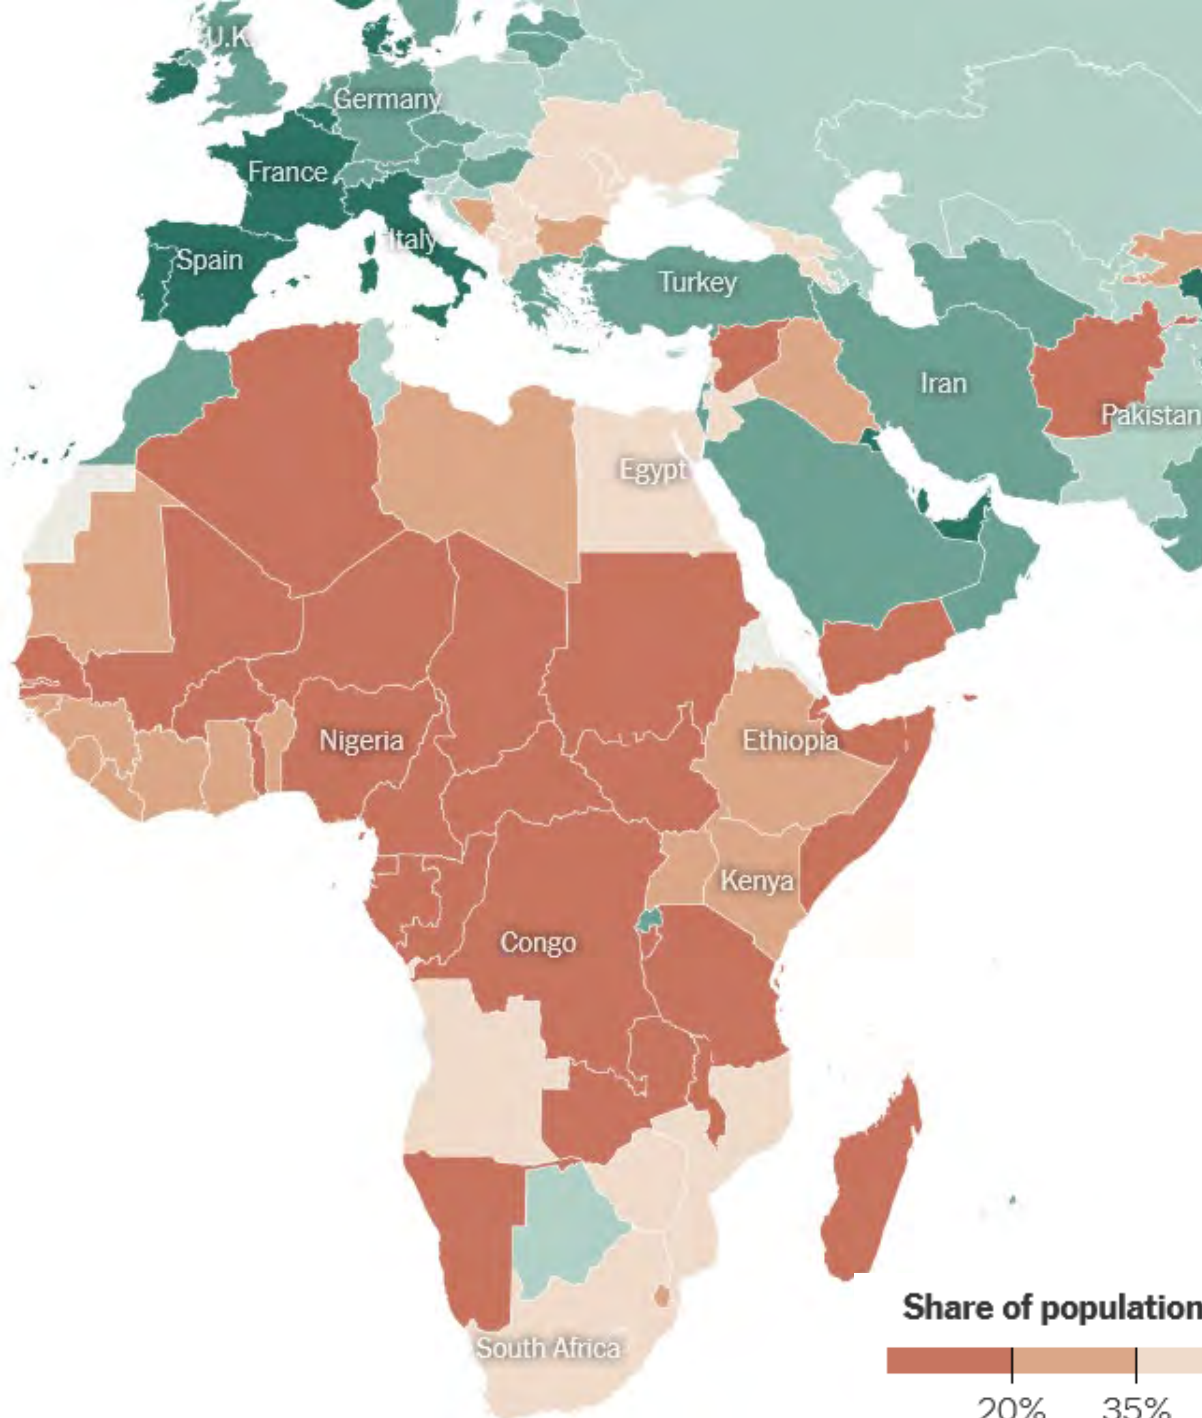 U.K.
Germany
France
Italy
Spain
Turkey
Iran
Pakistan
Egypt
Nigeria
Ethiopia
Kenya
Congo
South Africa
Share of population
20% 35%